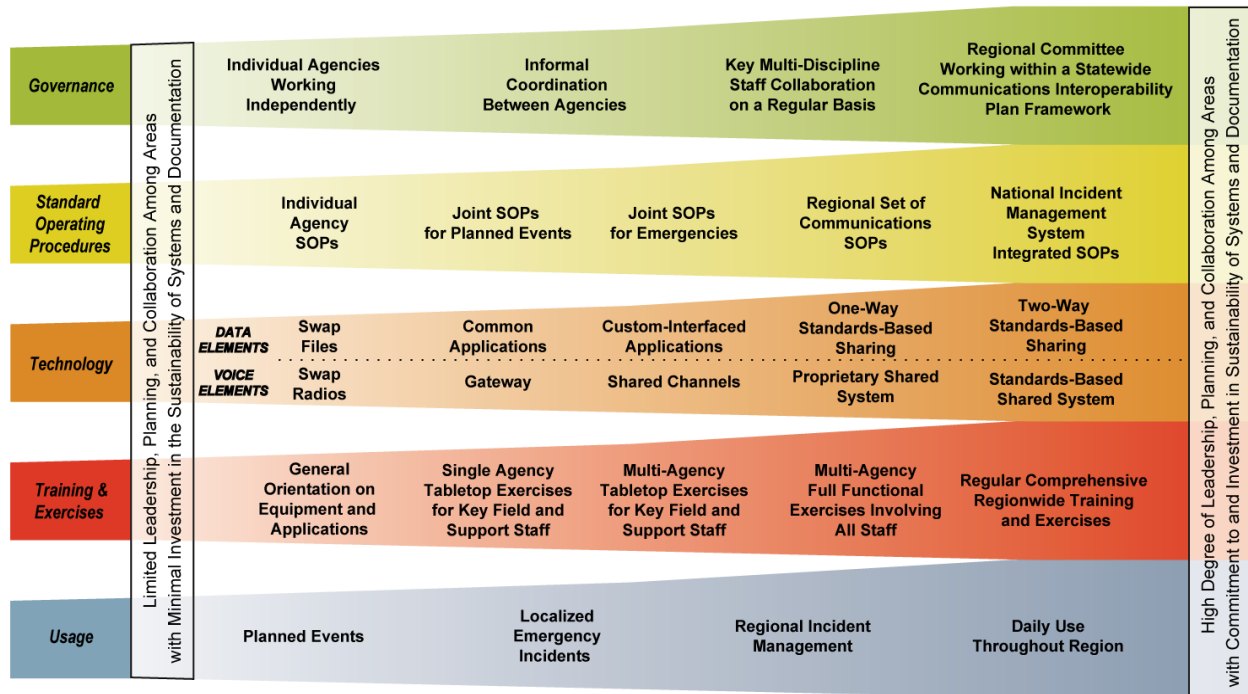 Limited Leadership, Planning, and Collaboration Among Areas
with Minimal Investment in the Sustainability of Systems and Documentation
Governance
Individual Agencies
Working
Independently
Informal
Coordination
Between Agencies
Key Multi-Discipline
Staff Collaboration
on a Regular Basis
Regional Committee
Working within a Statewide
Communications Interoperability
Plan Framework
Standard
Operating
Procedures
Individual
Agency
SOPs
Joint SOPs
for Planned Events
Joint SOPs
for Emergencies
Regional Set of
Communications
SOPs
National Incident
Management
System
Integrated SOPs
Technology
DATA
ELEMENTS
Swap
Files
Common
Applications
Custom-Interfaced
Applications
One-Way
Standards-Based
Sharing
Two-Way
Standards-Based
Sharing
VOICE
ELEMENTS
Swap
Radios
Gateway
Shared Channels
Proprietary Shared
System
Standards-Based
Shared System
Training &
Exercises
General
Orientation on
Equipment and
Applications
Single Agency
Tabletop Exercises
for Key Field and
Support Staff
Multi-Agency
Tabletop Exercises
for Key Field and
Support Staff
Multi-Agency
Full Functional
Exercises Involving
All Staff
Regular Comprehensive
Regionwide Training
and Exercises
Usage
Planned Events
Localized
Emergency
Incidents
Regional Incident
Management
Daily Use
Throughout Region
High Degree of Leadership, Planning, and Collaboration Among Areas
with Commitment to and Investment in Sustainability of Systems and Documentation